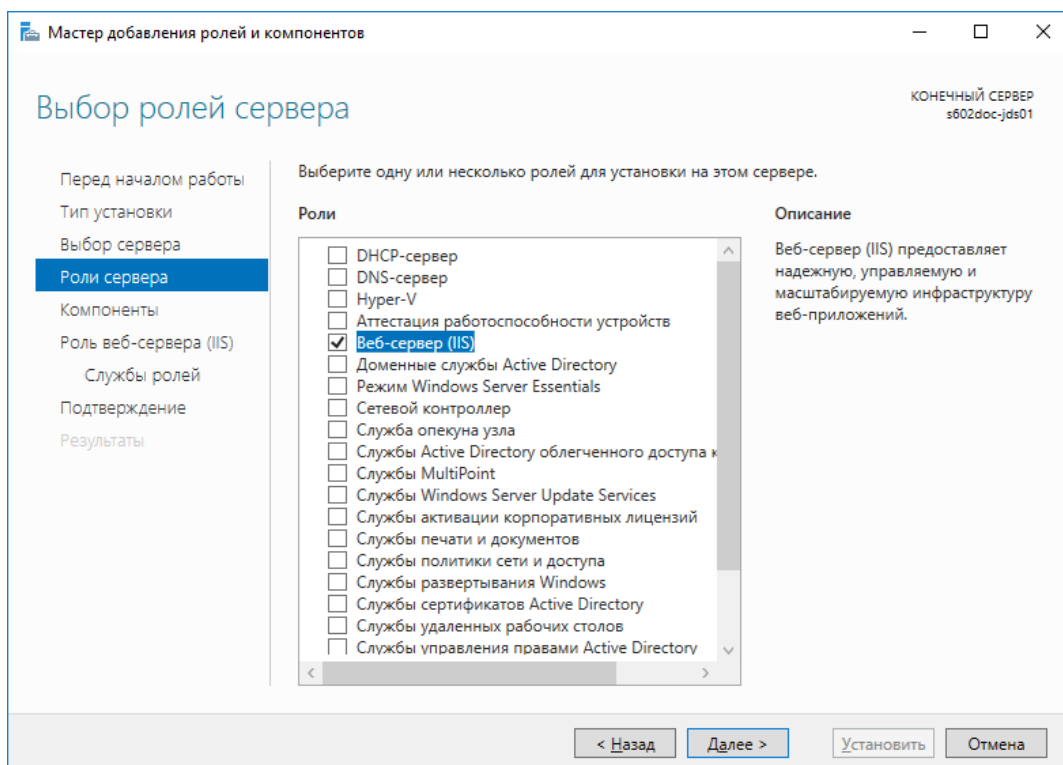 Мастер добавления ролей и компонентов
Выбор ролей сервера
КОНЕЧНЫЙ СЕРВЕР
s602doc-jds01
Перед началом работы
Тип установки
Выбор сервера
Роли сервера
Компоненты
Роль веб-сервера (IIS)
Службы ролей
Подтверждение
Результаты
Выберите одну или несколько ролей для установки на этом сервере.
Роли
DHCP-сервер
DNS-сервер
Hyper-V
Аттестация работоспособности устройств
Веб-сервер (IIS)
Доменные службы Active Directory
Режим Windows Server Essentials
Сетевой контроллер
Служба опекуна узла
Службы Active Directory облегченного доступа к
Службы MultiPoint
Службы Windows Server Update Services
Службы активации корпоративных лицензий
Службы печати и документов
Службы политики сети и доступа
Службы развертывания Windows
Службы сертификатов Active Directory
Службы удаленных рабочих столов
Службы управления правами Active Directory
Описание
Веб-сервер (IIS) предоставляет
надежную, управляемую и
масштабируемую инфраструктуру
веб-приложений.
< Назад
Далее >
Установить
Отмена